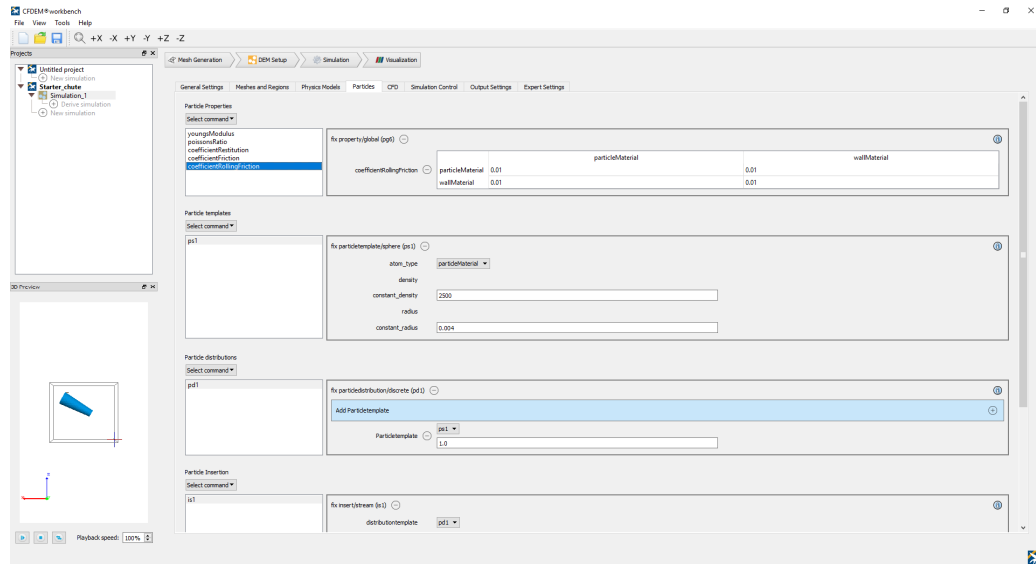 CFDEM®workbench
File View Tools Help
+X -X +Y -Y +Z -Z
Projects
Untitled project
New simulation
Starter_chute
Simulation_1
Derive simulation
New simulation
3D Preview
Playback speed: 100%
Mesh Generation DEM Setup Simulation Visualization
General Settings Meshes and Regions Physics Models Particles CFD Simulation Control Output Settings Expert Settings
Particle Properties
Select command
youngsModulus
poissonsRatio
coefficientRestitution
coefficientFriction
coefficientRollingFriction
fix property/global (pg6)
particleMaterial wallMaterial
coefficientRollingFriction particleMaterial 0.01 0.01
wallMaterial 0.01 0.01
Particle templates
Select command
ps1
fix particletemplate/sphere (ps1)
atom_type particleMaterial
density
constant_density 2500
radius
constant_radius 0.004
Particle distributions
Select command
pd1
fix particledistribution/discrete (pd1)
Add Particletemplate
Particletemplate ps1
1.0
Particle Insertion
Select command
is1
fix insert/stream (is1)
distributiontemplate pd1